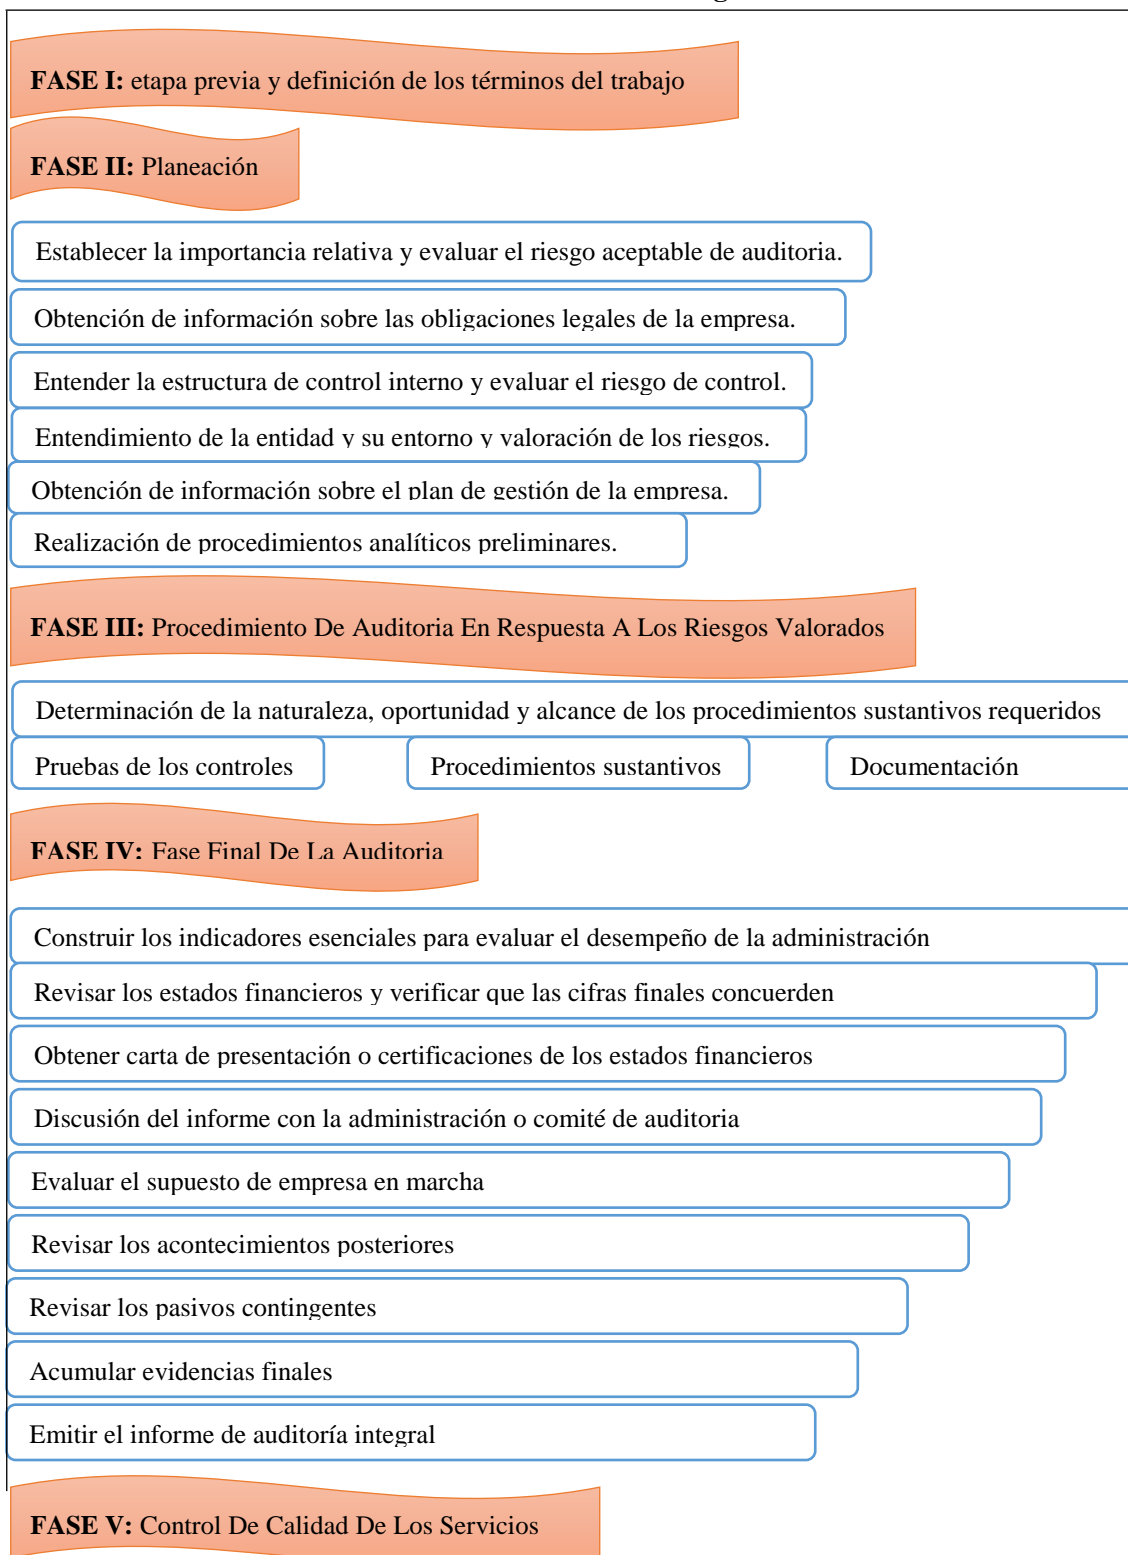 FASE I: etapa previa y definición de los términos del trabajo
FASE II: Planeación
Establecer la importancia relativa y evaluar el riesgo aceptable de auditoria.
Obtención de información sobre las obligaciones legales de la empresa.
Entender la estructura de control interno y evaluar el riesgo de control.
Entendimiento de la entidad y su entorno y valoración de los riesgos.
Obtención de información sobre el plan de gestión de la empresa.
Realización de procedimientos analíticos preliminares.
FASE III: Procedimiento De Auditoria En Respuesta A Los Riesgos Valorados
Determinación de la naturaleza, oportunidad y alcance de los procedimientos sustantivos requeridos
Pruebas de los controles Procedimientos sustantivos Documentación
FASE IV: Fase Final De La Auditoria
Construir los indicadores esenciales para evaluar el desempeño de la administración
Revisar los estados financieros y verificar que las cifras finales concuerden
Obtener carta de presentación o certificaciones de los estados financieros
Discusión del informe con la administración o comité de auditoria
Evaluar el supuesto de empresa en marcha
Revisar los acontecimientos posteriores
Revisar los pasivos contingentes
Acumular evidencias finales
Emitir el informe de auditoría integral
FASE V: Control De Calidad De Los Servicios